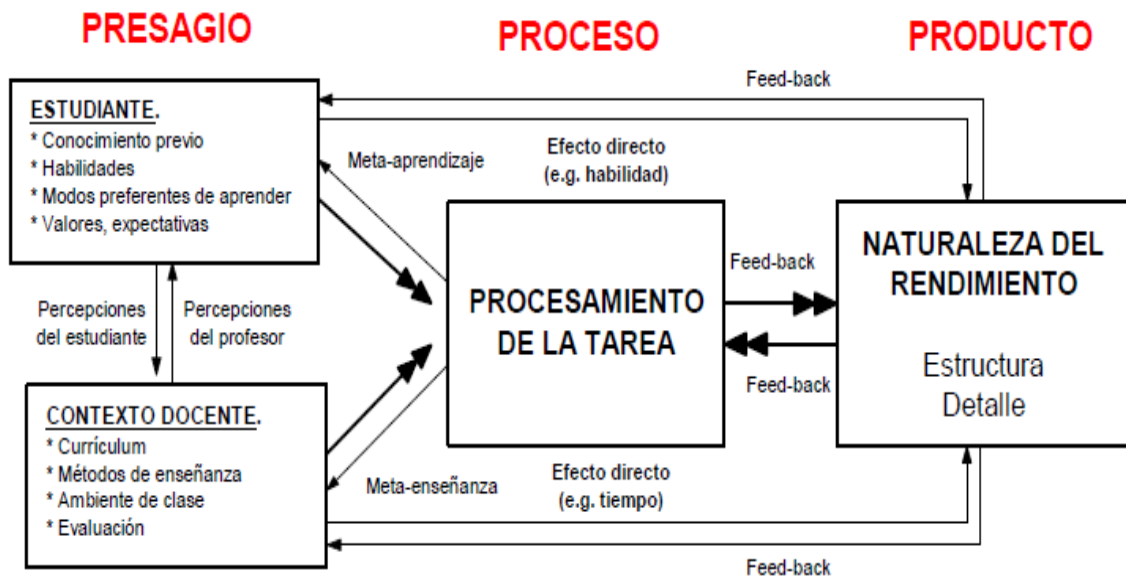 PRESAGIO
PROCESO
PRODUCTO
Feed-back
ESTUDIANTE.
* Conocimiento previo
* Habilidades
* Modos preferentes de aprender
* Valores, expectativas
Meta-aprendizaje
Efecto directo
(e.g. habilidad)
PROCESAMIENTO
DE LA TAREA
Feed-back
Feed-back
NATURALEZA DEL
RENDIMIENTO
Estructura
Detalle
Percepciones
del estudiante
Percepciones
del profesor
CONTEXTO DOCENTE.
* Currículum
* Métodos de enseñanza
* Ambiente de clase
* Evaluación
Meta-enseñanza
Efecto directo
(e.g. tiempo)
Feed-back